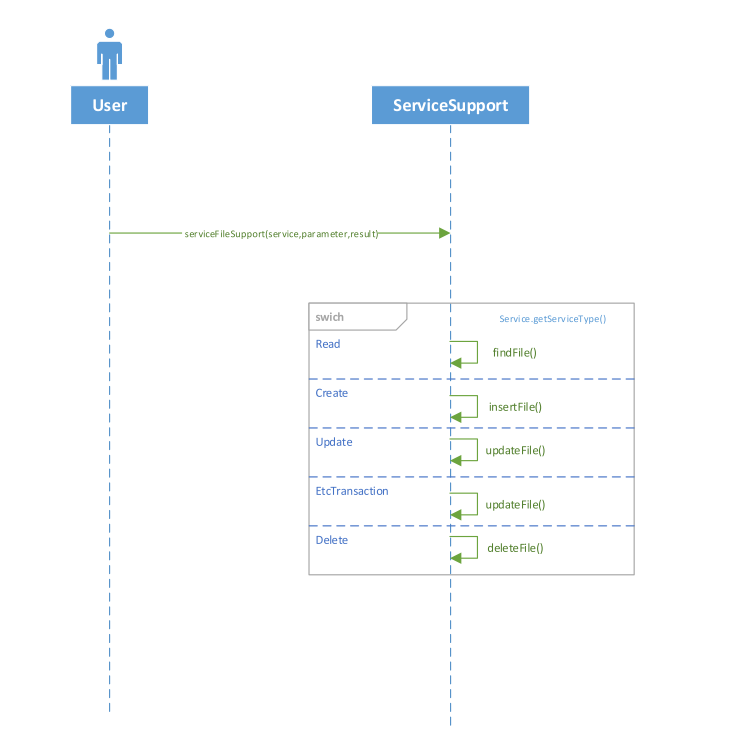 User
ServiceSupport
serviceFileSupport(service,parameter,result)
swich
Service.getServiceType()
Read
findFile()
Create
insertFile()
Update
updateFile()
EtcTransaction
updateFile()
Delete
deleteFile()